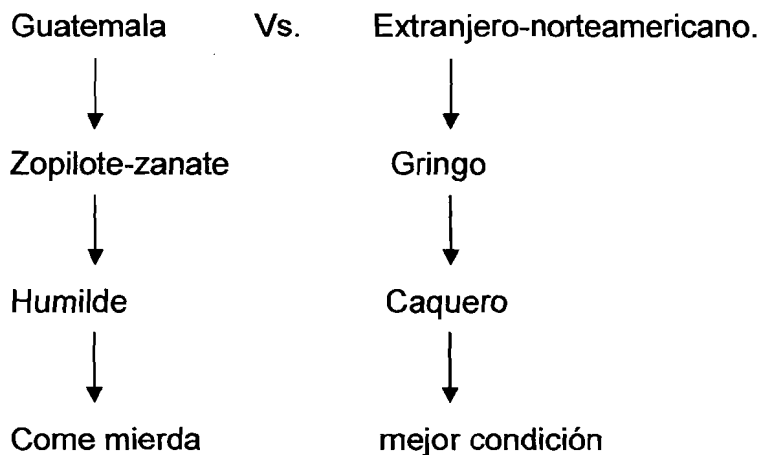 Guatemala Vs. Extranjero-norteamericano.
Zopilote-zanate Gringo
Humilde Caquero
Come mierda mejor condición